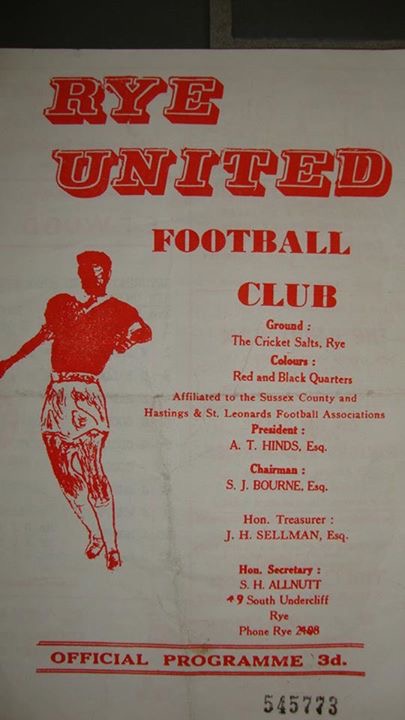 RYE
UNITED
FOOTBALL
CLUB
Ground :
The Cricket Salts, Rye
Colours :
Red and Black Quarters
Affiliated to the Sussex County and
Hastings & St. Leonards Football Associations
President :
A. T. HINDS, Esq.
Chairman :
S. J. BOURNE, Esq.
Hon. Treasurer :
J. H. SELLMAN, Esq.
Hon. Secretary :
S. H. ALLNUTT
49 South Undercliff
Rye
Phone Rye
OFFICIAL PROGRAMME 3d.
545773